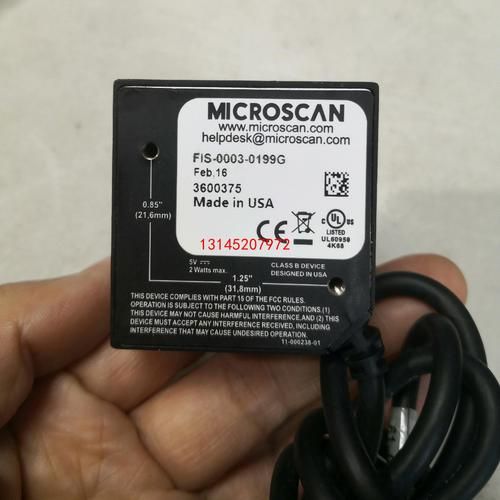 MICROSCAN
www.microscan.com
helpdesk@microscan.com
FIS-0003-0199G
Feb.16
3600375
Made in USA
CE
c UL US
LISTED
UL60950
4K68
13145207972
0.85"
(21,6mm)
5V
2 Watts max.
CLASS B DEVICE
DESIGNED IN USA
1.25"
(31,8mm)
THIS DEVICE COMPLIES WITH PART 15 OF THE FCC RULES.
OPERATION IS SUBJECT TO THE FOLLOWING TWO CONDITIONS.(1)
THIS DEVICE MAY NOT CAUSE HARMFUL INTERFERENCE,AND (2) THIS
DEVICE MUST ACCEPT ANY INTERFERENCE RECEIVED, INCLUDING
INTERFERENCE THAT MAY CAUSE UNDESIRED OPERATION.
11-000238-01